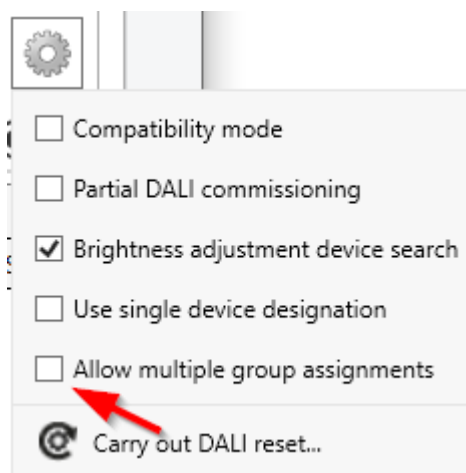 Compatibility mode
Partial DALI commissioning
Brightness adjustment device search
Use single device designation
Allow multiple group assignments
Carry out DALI reset...